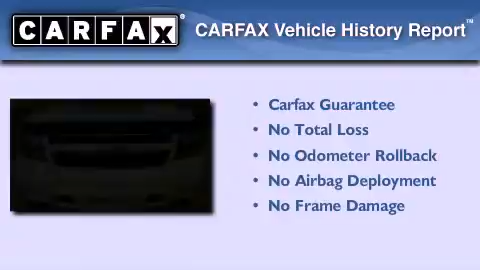 CARFAX® CARFAX Vehicle History Report™
• Carfax Guarantee
• No Total Loss
• No Odometer Rollback
• No Airbag Deployment
• No Frame Damage